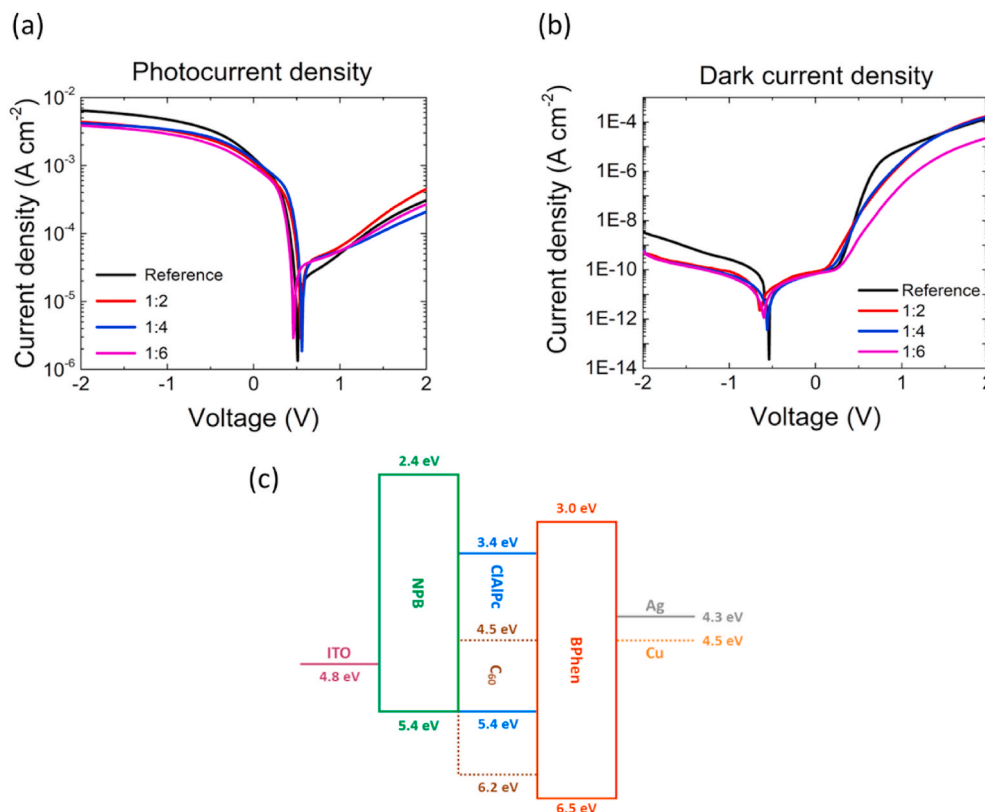 (a)
Photocurrent density
Current density (A cm⁻²)
10⁻²
10⁻³
10⁻⁴
10⁻⁵
10⁻⁶
Reference
1:2
1:4
1:6
-2
-1
0
1
2
Voltage (V)
(b)
Dark current density
Current density (A cm⁻²)
1E-4
1E-6
1E-8
1E-10
1E-12
1E-14
Reference
1:2
1:4
1:6
-2
-1
0
1
2
Voltage (V)
(c)
2.4 eV
3.0 eV
3.4 eV
NPB
ClAlPc
BPhen
Ag
4.3 eV
4.5 eV
4.5 eV
Cu
ITO
4.8 eV
C₆₀
5.4 eV
5.4 eV
6.2 eV
6.5 eV